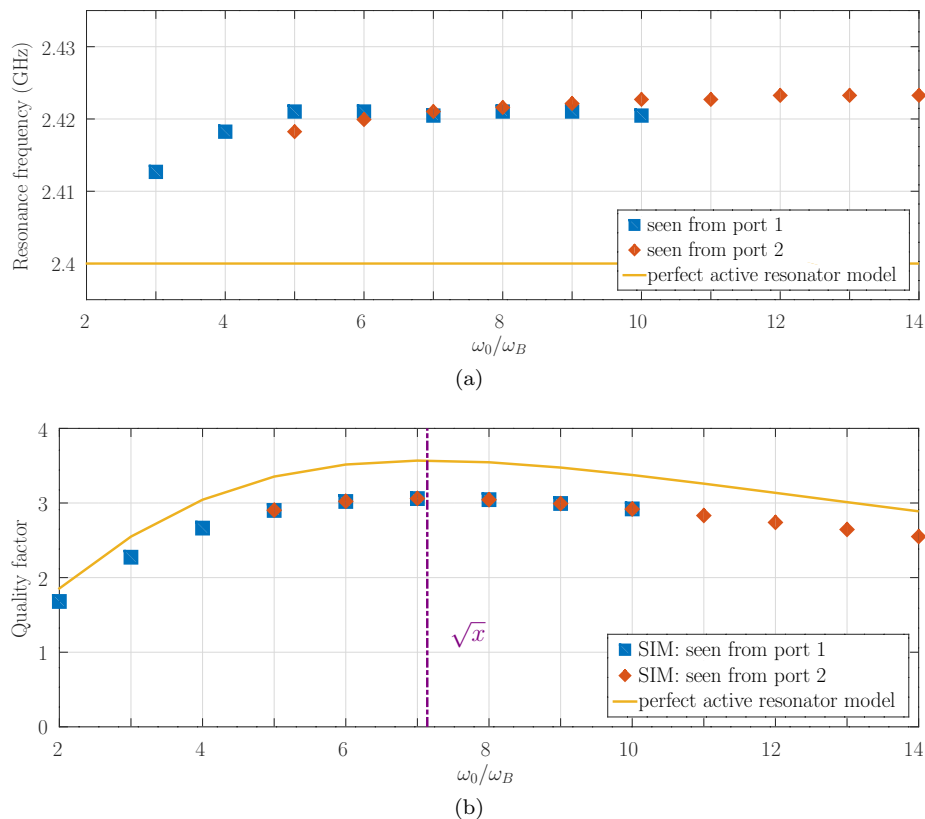 2.43
2.42
2.41
2.4
Resonance frequency (GHz)
seen from port 1
seen from port 2
perfect active resonator model
2 4 6 8 10 12 14
ω₀/ω_B
(a)
4
3
2
1
0
Quality factor
√x
SIM: seen from port 1
SIM: seen from port 2
perfect active resonator model
2 4 6 8 10 12 14
ω₀/ω_B
(b)